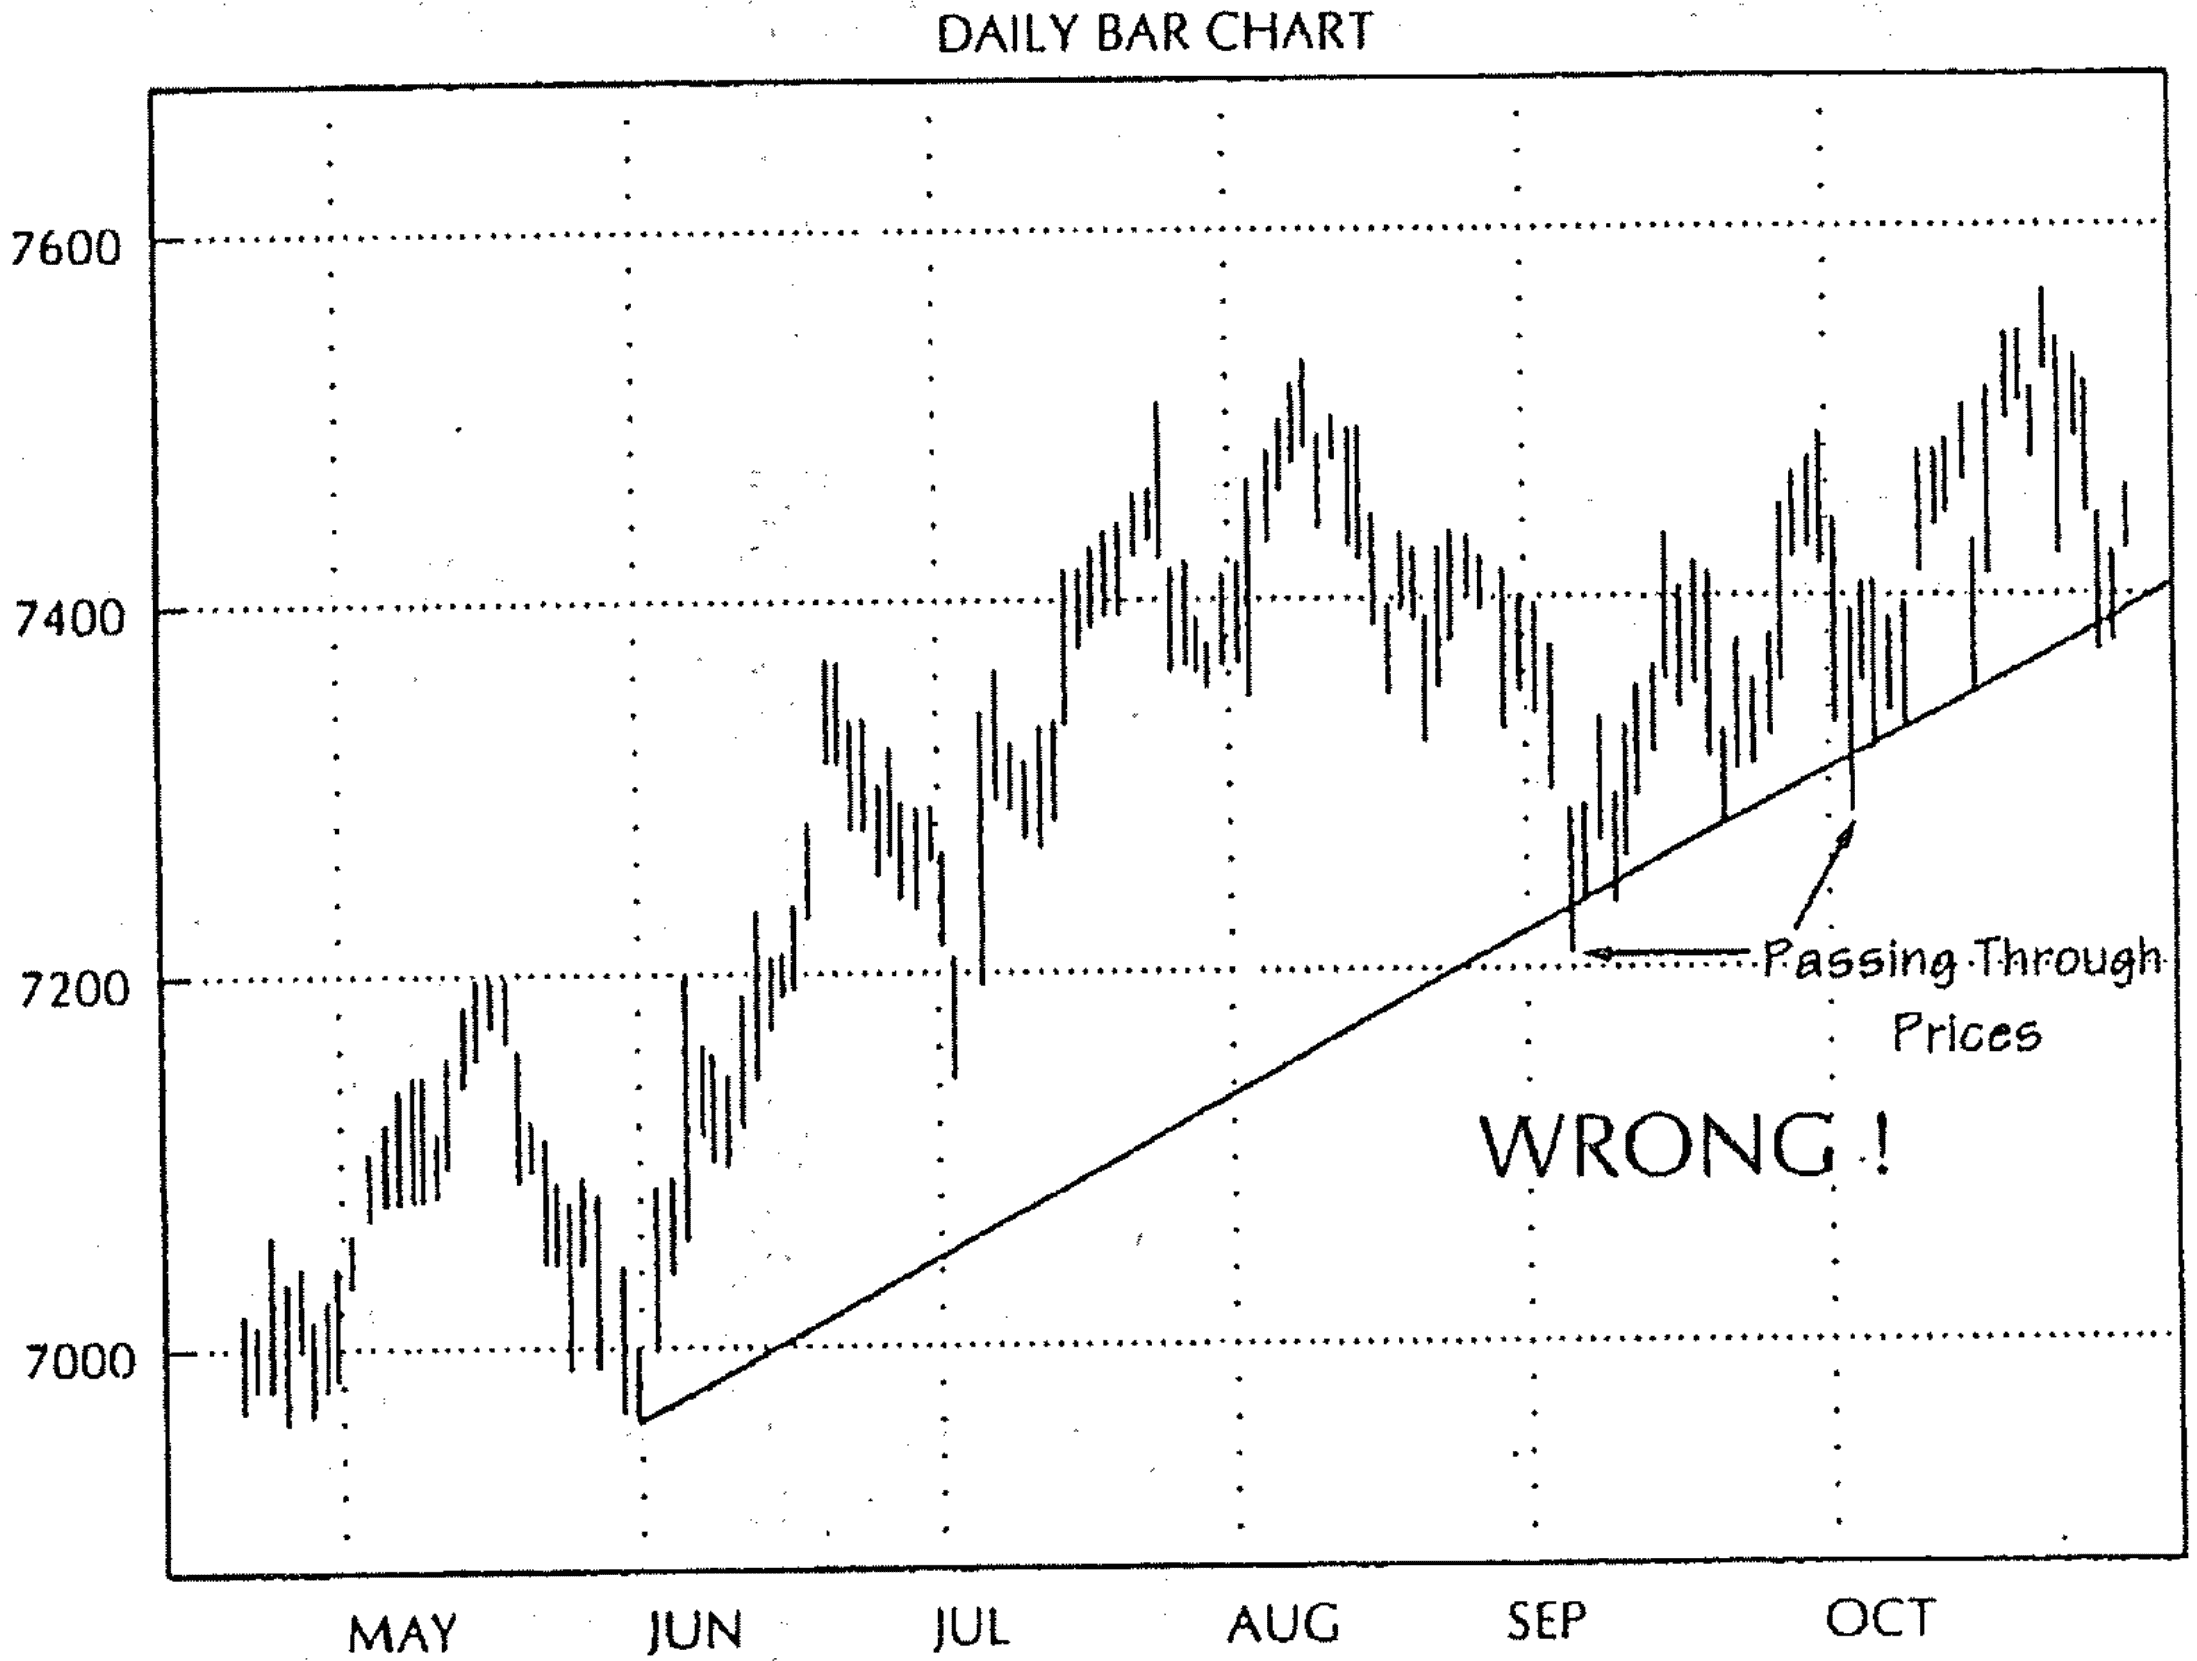 DAILY BAR CHART
7600
7400
7200
Passing Through
Prices
WRONG !
7000
MAY JUN JUL AUG SEP OCT